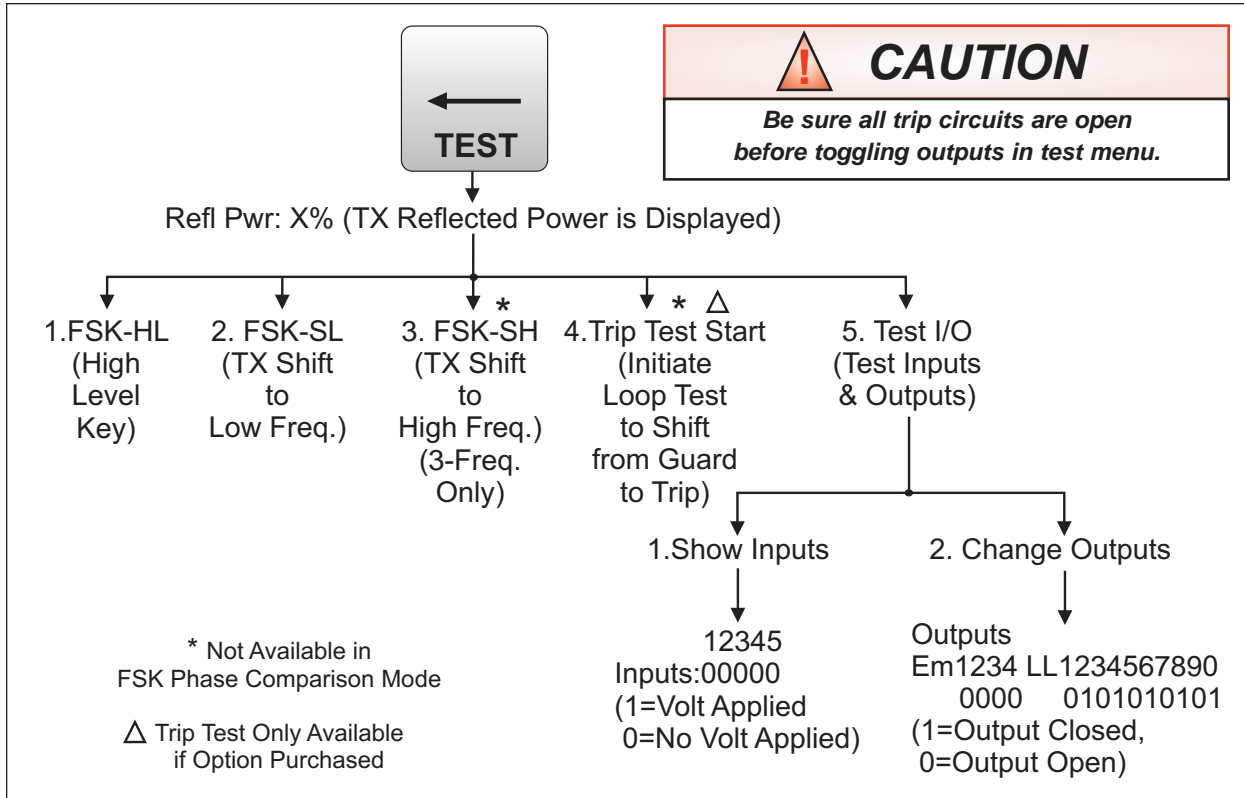 TEST
!
CAUTION
Be sure all trip circuits are open
before toggling outputs in test menu.
Refl Pwr: X% (TX Reflected Power is Displayed)
1.FSK-HL
(High
Level
Key)
2. FSK-SL
(TX Shift
to
Low Freq.)
*
3. FSK-SH
(TX Shift
to
High Freq.)
(3-Freq.
Only)
* △
4.Trip Test Start
(Initiate
Loop Test
to Shift
from Guard
to Trip)
5. Test I/O
(Test Inputs
& Outputs)
1.Show Inputs
12345
Inputs:00000
(1=Volt Applied
0=No Volt Applied)
2. Change Outputs
Outputs
Em1234 LL1234567890
0000 0101010101
(1=Output Closed,
0=Output Open)
* Not Available in
FSK Phase Comparison Mode
△ Trip Test Only Available
if Option Purchased